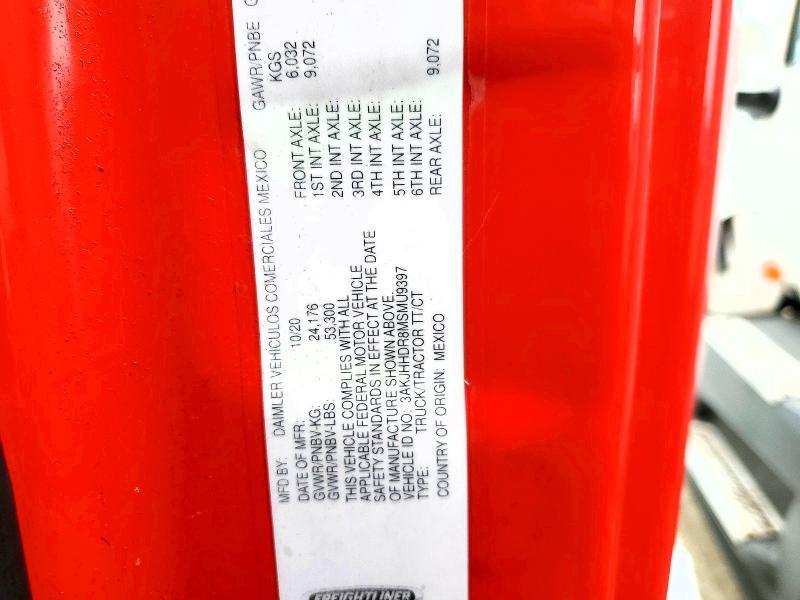 FREIGHTLINER
MFD BY: DAIMLER VEHICULOS COMERCIALES MEXICO GAWR/PNBE
DATE OF MFR: 10/20 KGS
GVWR/PNBV-KG: 24,176 FRONT AXLE: 6,032
GVWR/PNBV-LBS: 53,300 1ST INT AXLE: 9,072
THIS VEHICLE COMPLIES WITH ALL 2ND INT AXLE:
APPLICABLE FEDERAL MOTOR VEHICLE 3RD INT AXLE:
SAFETY STANDARDS IN EFFECT AT THE DATE 4TH INT AXLE:
OF MANUFACTURE SHOWN ABOVE. 5TH INT AXLE:
VEHICLE ID NO: 3AKJHHDR8MSMU9397 6TH INT AXLE:
TYPE: TRUCK/TRACTOR TT/CT REAR AXLE: 9,072
COUNTRY OF ORIGIN: MEXICO